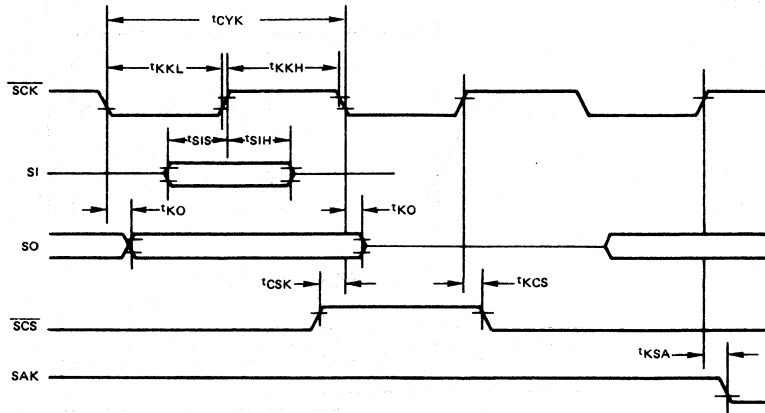 tCYK
tKKL
tKKH
SCK
tSIS
tSIH
SI
tKO
tKO
SO
tCSK
tKCS
SCS
tKSA
SAK